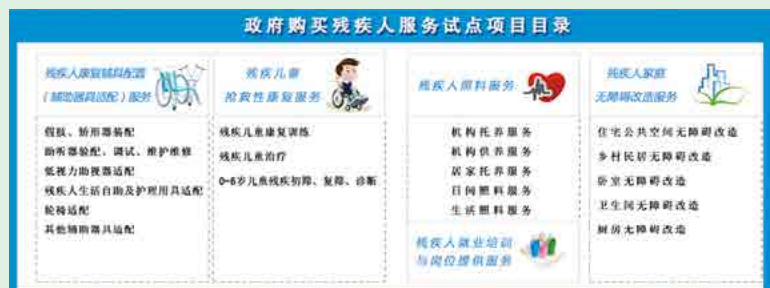 政府购买残疾人服务试点项目目录
残疾人康复辅具配置
（辅助器具适配）服务
假肢、矫形器装配
助听器验配、调试、维护维修
低视力助视器适配
残疾人生活自助及护理用具适配
轮椅适配
其他辅助器具适配
残疾儿童
抢救性康复服务
残疾儿童康复训练
残疾儿童治疗
0-6岁儿童残疾初筛、复筛、诊断
残疾人照料服务
机构托养服务
机构供养服务
居家托养服务
日间照料服务
生活照料服务
残疾人就业培训
与岗位提供服务
残疾人家庭
无障碍改造服务
住宅公共空间无障碍改造
乡村民居无障碍改造
卧室无障碍改造
卫生间无障碍改造
厨房无障碍改造